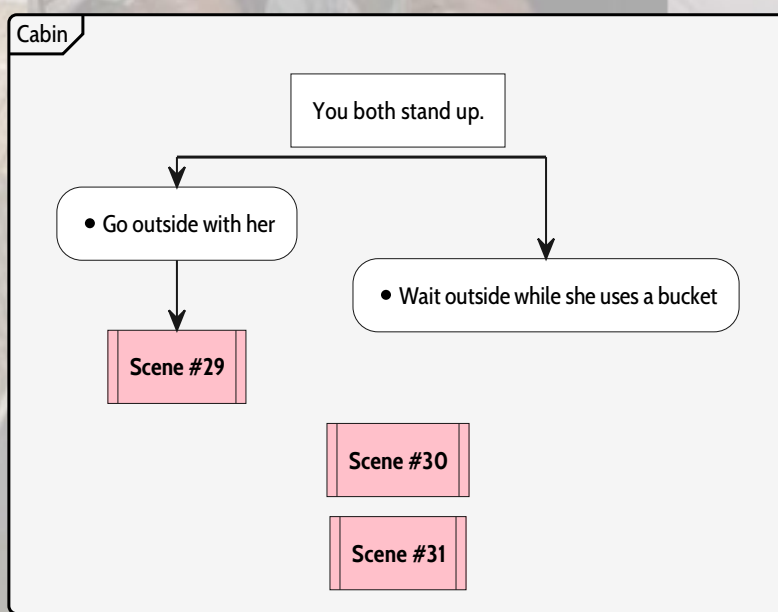 Cabin
You both stand up.
• Go outside with her
• Wait outside while she uses a bucket
Scene #29
Scene #30
Scene #31